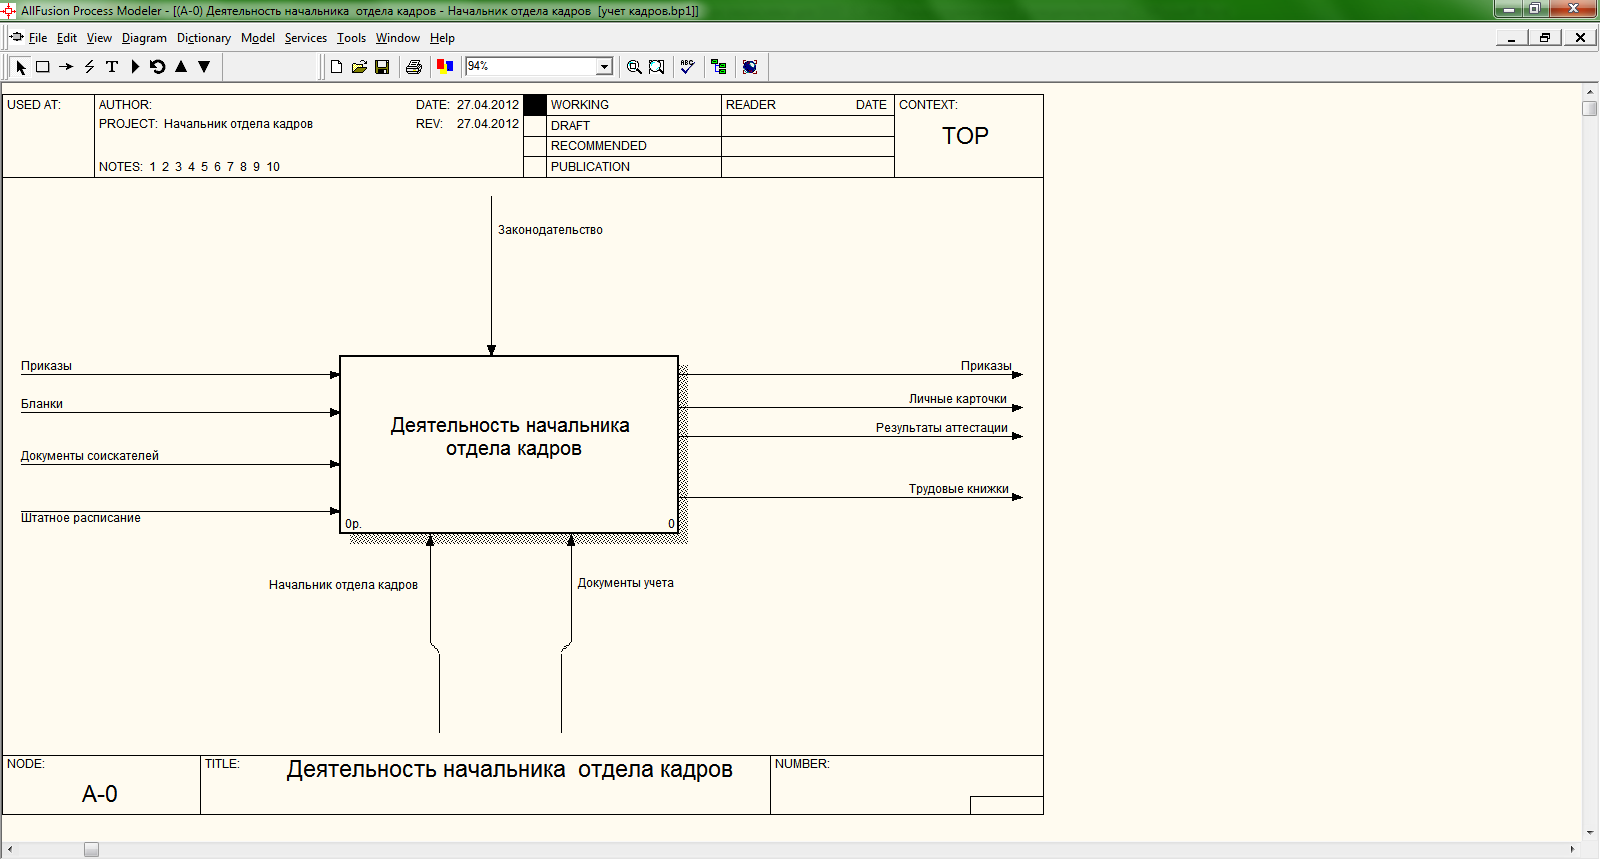 AllFusion Process Modeler - [(A-0) Деятельность начальника  отдела кадров - Начальник отдела кадров  [учет кадров.bp1]]
File Edit View Diagram Dictionary Model Services Tools Window Help
94%
USED AT:
AUTHOR:
DATE: 27.04.2012
PROJECT: Начальник отдела кадров
REV: 27.04.2012
NOTES: 1 2 3 4 5 6 7 8 9 10
WORKING
DRAFT
RECOMMENDED
PUBLICATION
READER
DATE
CONTEXT:
TOP
Законодательство
Приказы
Бланки
Документы соискателей
Штатное расписание
Деятельность начальника
отдела кадров
0р.
0
Приказы
Личные карточки
Результаты аттестации
Трудовые книжки
Начальник отдела кадров
Документы учета
NODE:
A-0
TITLE:
Деятельность начальника  отдела кадров
NUMBER: